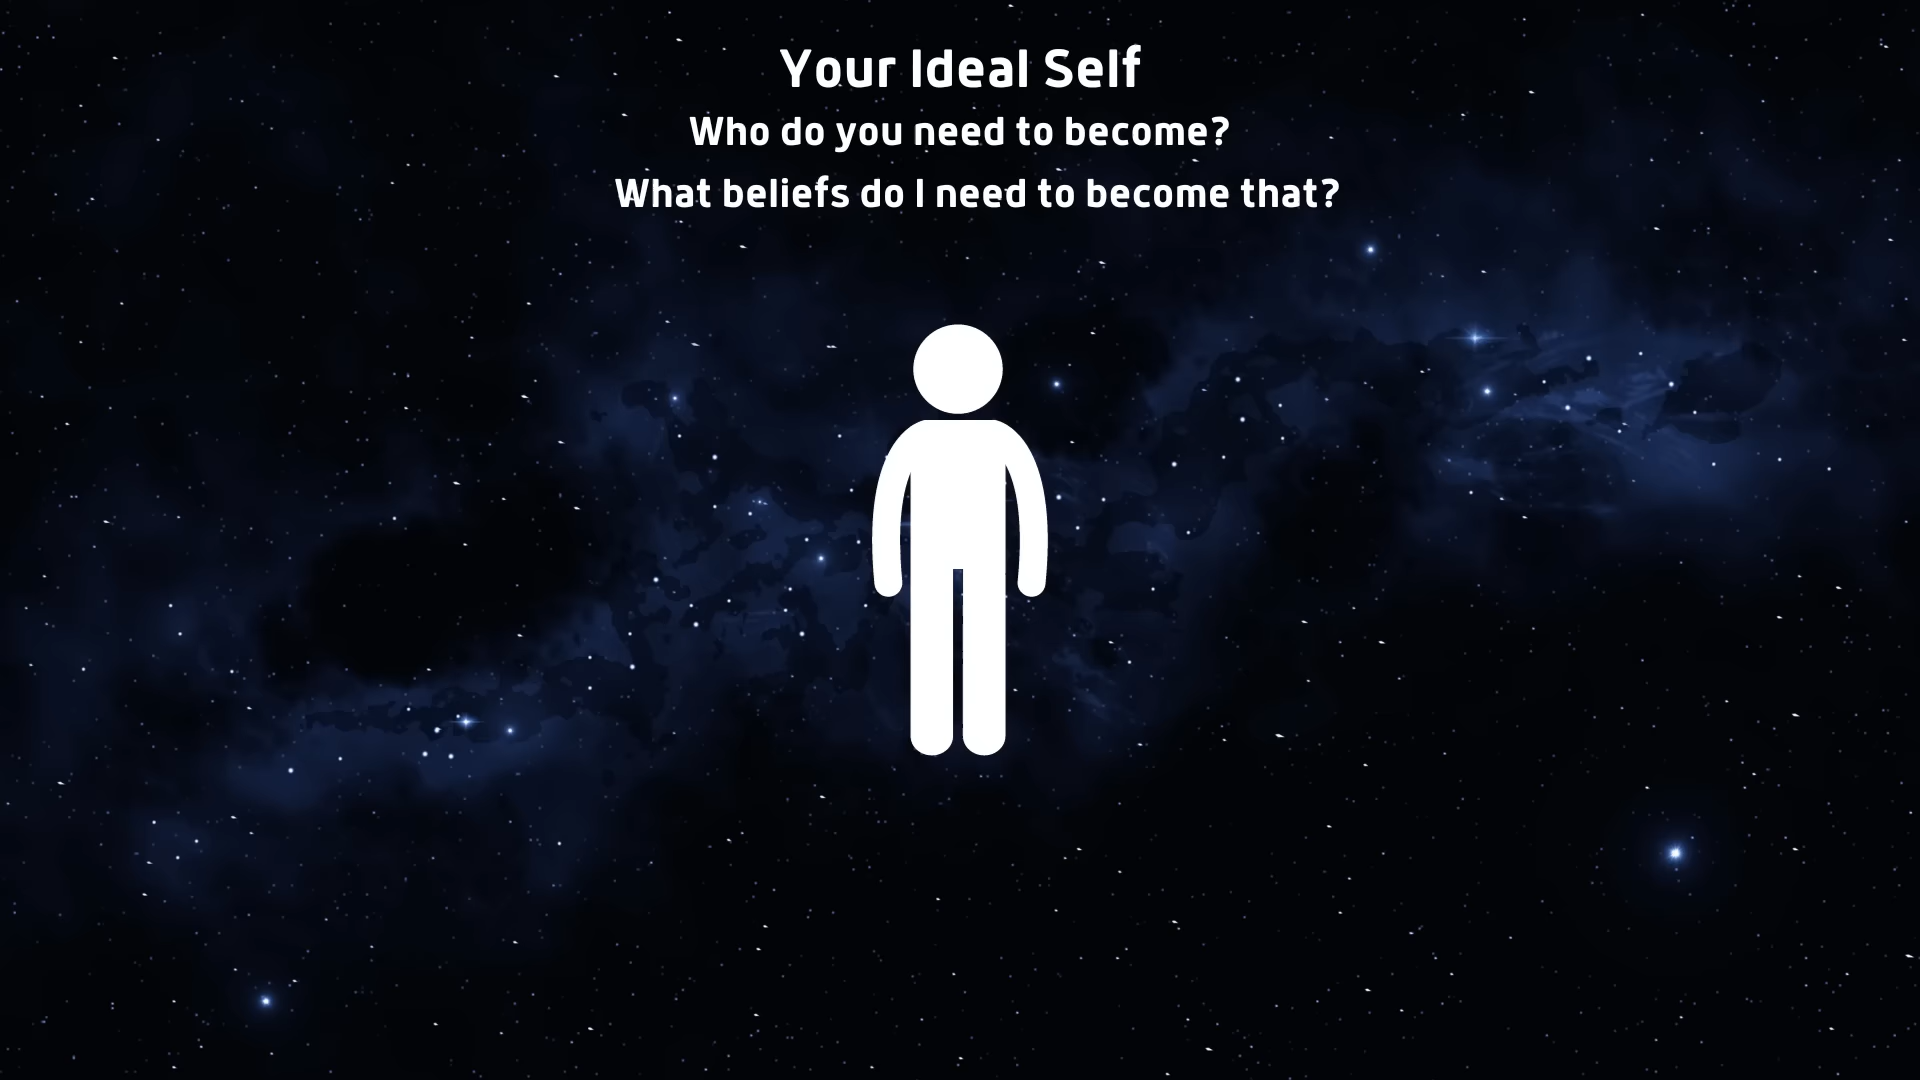 Your Ideal Self
Who do you need to become?
What beliefs do I need to become that?